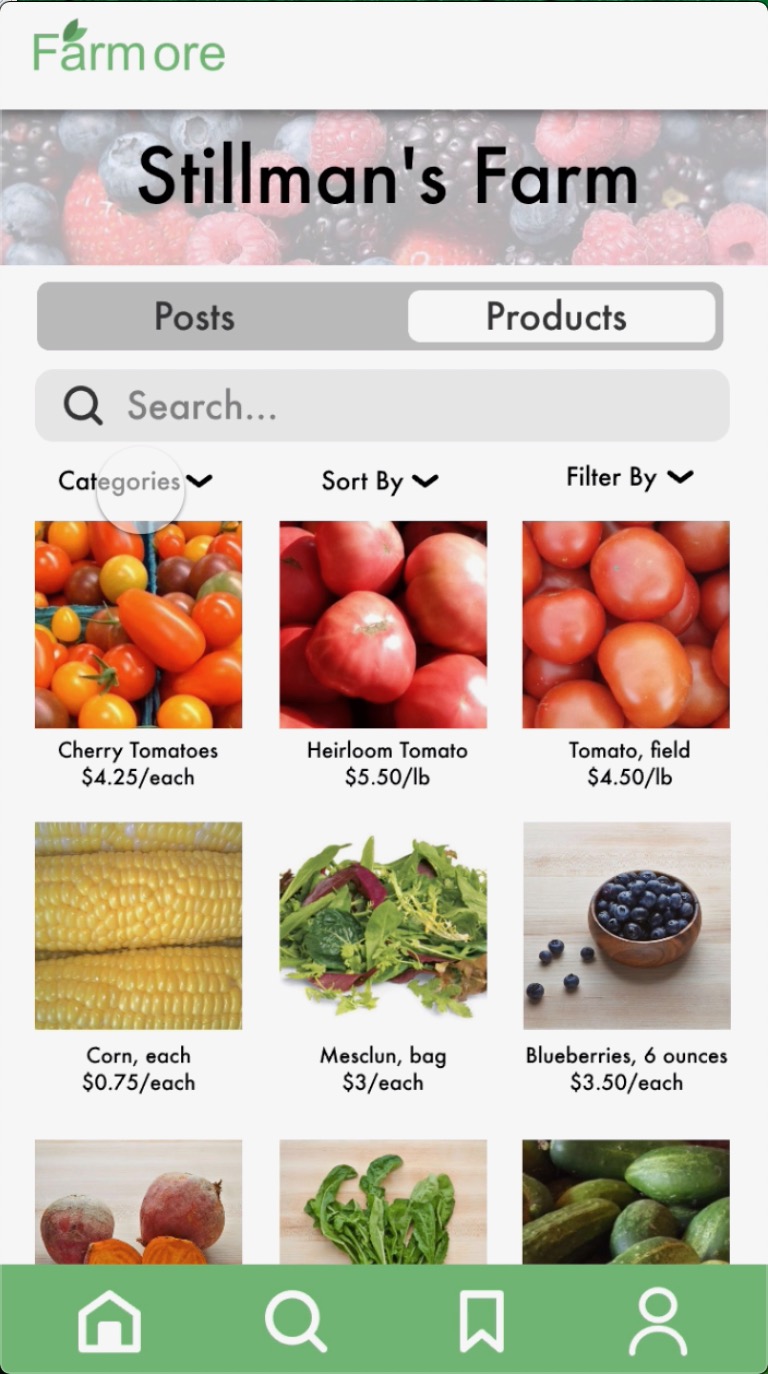 Farmore
Stillman's Farm
Posts
Products
Search...
Categories
Sort By
Filter By
Cherry Tomatoes
$4.25/each
Heirloom Tomato
$5.50/lb
Tomato, field
$4.50/lb
Corn, each
$0.75/each
Mesclun, bag
$3/each
Blueberries, 6 ounces
$3.50/each